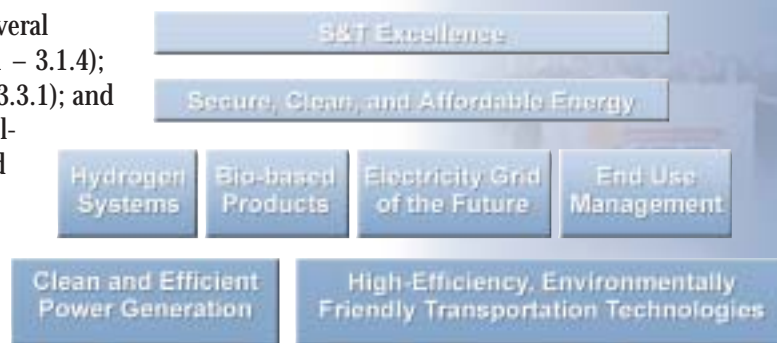 veral
– 3.1.4);
3.3.1); and
l-
d
S&T Excellence
Secure, Clean, and Affordable Energy
Hydrogen
Systems
Bio-based
Products
Electricity Grid
of the Future
End Use
Management
Clean and Efficient
Power Generation
High-Efficiency, Environmentally
Friendly Transportation Technologies